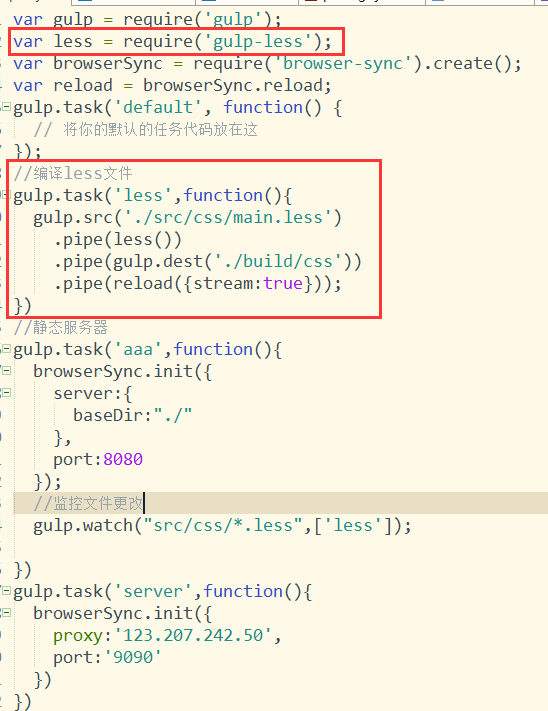 var gulp = require('gulp');
var less = require('gulp-less');
var browserSync = require('browser-sync').create();
var reload = browserSync.reload;
gulp.task('default', function() {
  // 将你的默认的任务代码放在这
});
//编译less文件
gulp.task('less',function(){
  gulp.src('./src/css/main.less')
    .pipe(less())
    .pipe(gulp.dest('./build/css'))
    .pipe(reload({stream:true}));
})
//静态服务器
gulp.task('aaa',function(){
  browserSync.init({
    server:{
      baseDir:"./"
    },
    port:8080
  });
  //监控文件更改
  gulp.watch("src/css/*.less",['less']);
})
gulp.task('server',function(){
  browserSync.init({
    proxy:'123.207.242.50',
    port:'9090'
  })
})